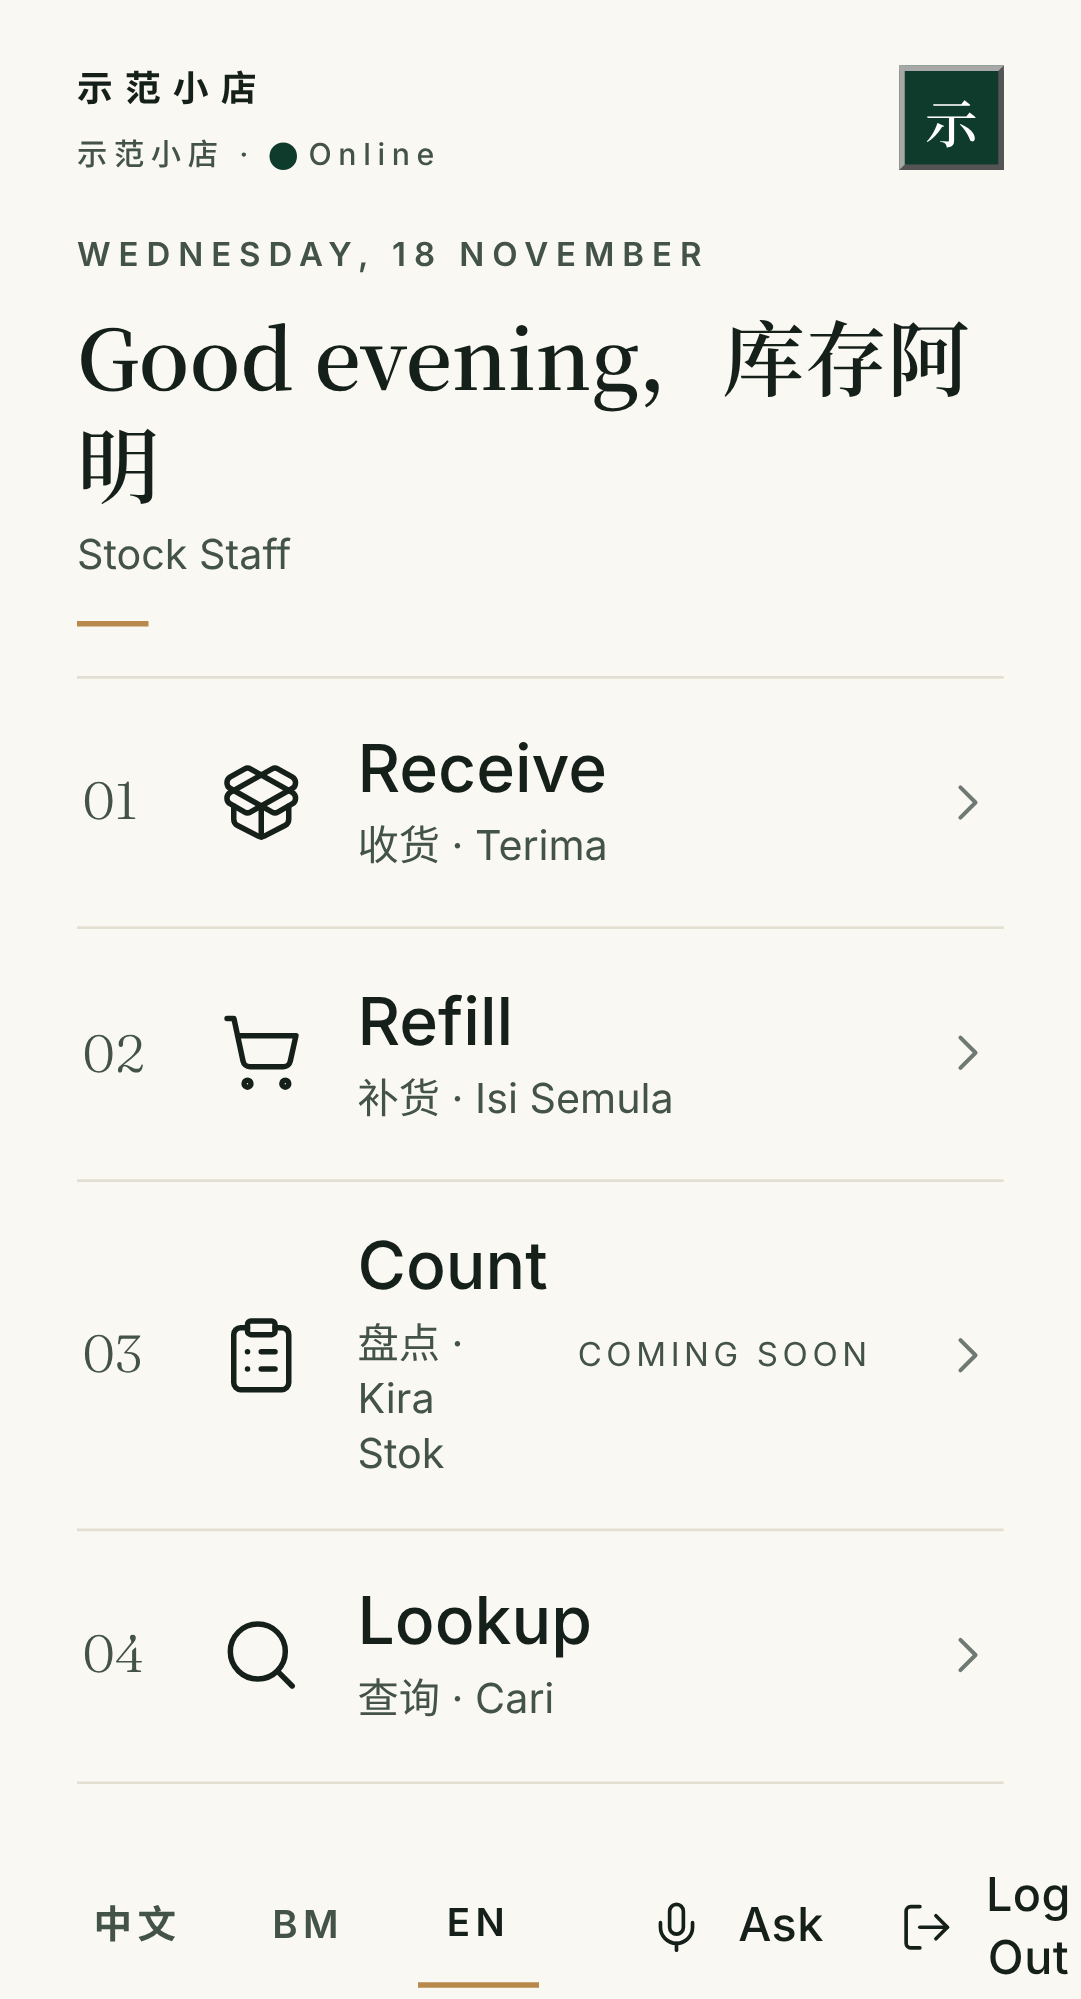 示范小店
示
示范小店 · Online
WEDNESDAY, 18 NOVEMBER
Good evening, 库存阿
明
Stock Staff
01
Receive
收货 · Terima
02
Refill
补货 · Isi Semula
03
Count
盘点 ·
Kira
Stok
COMING SOON
04
Lookup
查询 · Cari
中文 BM EN Ask Log
Out